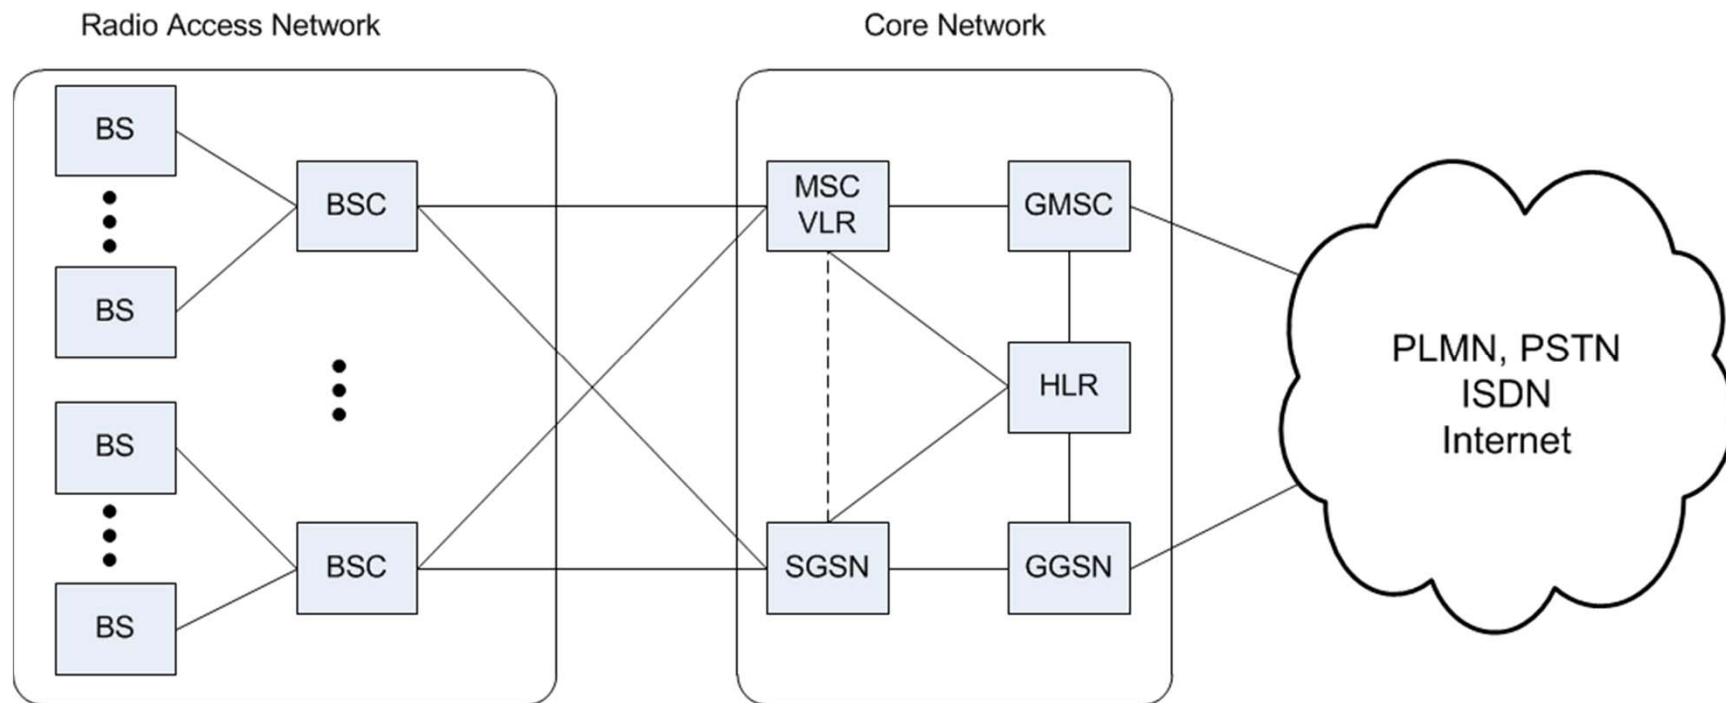 Radio Access Network
Core Network
BS
BS
BS
BS
BSC
BSC
MSC
VLR
GMSC
HLR
SGSN
GGSN
PLMN, PSTN
ISDN
Internet